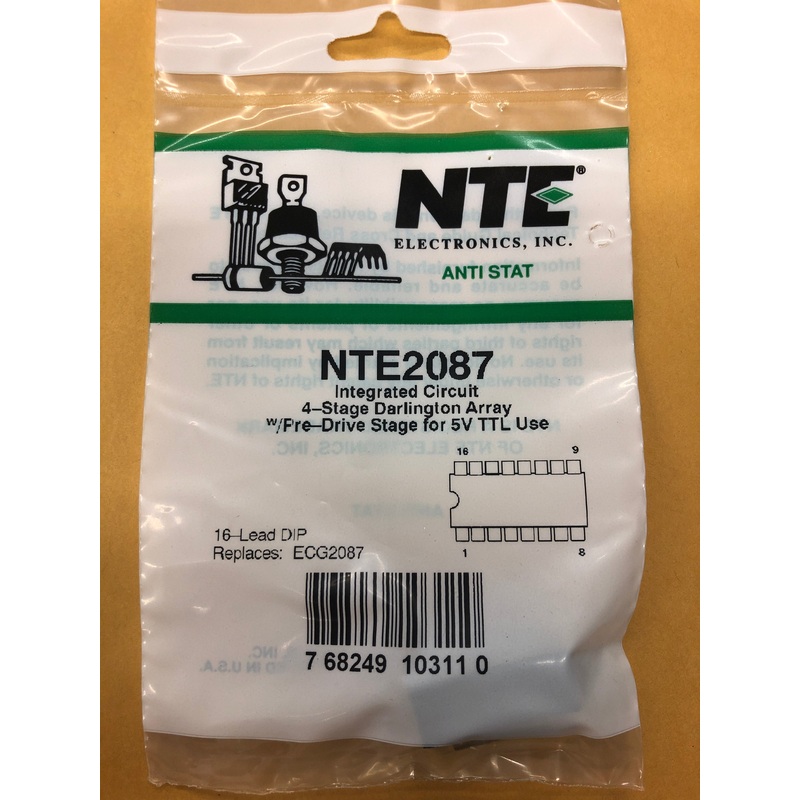 NTE®
ELECTRONICS, INC.
ANTI STAT
NTE2087
Integrated Circuit
4–Stage Darlington Array
w/Pre–Drive Stage for 5V TTL Use
16 9
1 8
16–Lead DIP
Replaces: ECG2087
7 68249 10311 0